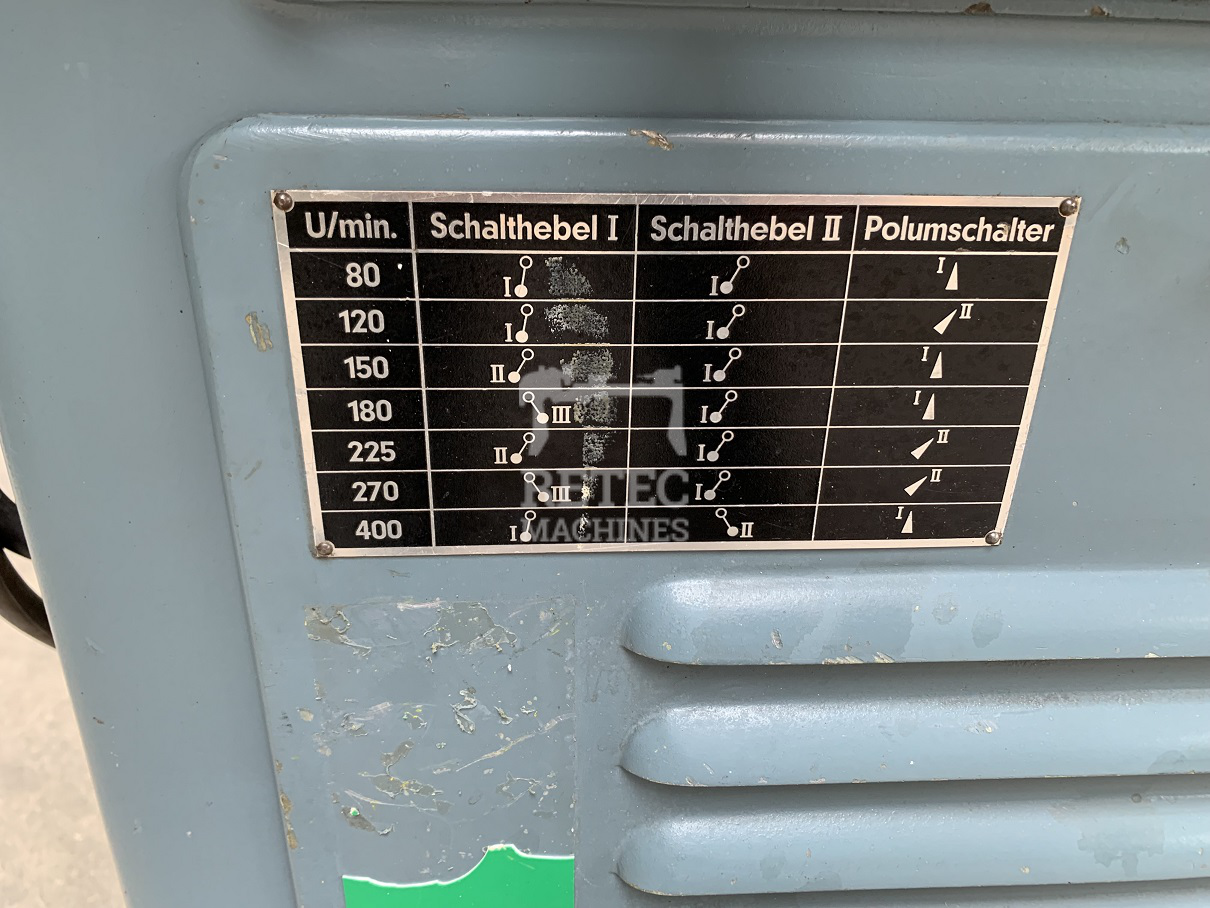 U/min. Schalthebel I Schalthebel II Polumschalter
80 I I I
120 I I II
150 II I I
180 III I I
225 II I II
270 III I II
400 I II I
RETEC
MACHINES